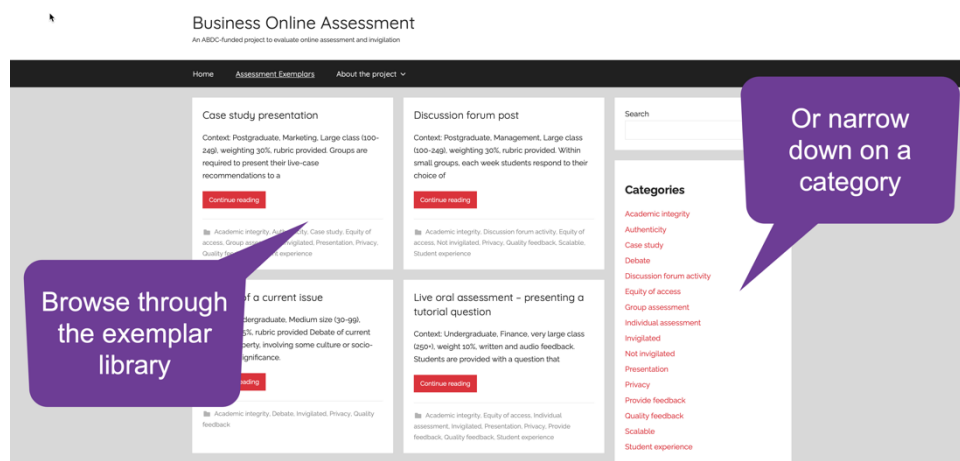 Business Online Assessment
An ABDC-funded project to evaluate online assessment and invigilation
Home Assessment Exemplars About the project
Case study presentation
Context: Postgraduate, Marketing, Large class (100-
249), weighting 30%, rubric provided. Groups are
required to present their live-case
recommendations to a
Continue reading
Academic integrity, Authenticity, Case study, Equity of
access, Group Invigilated, Presentation, Privacy,
Quality experience
Discussion forum post
Context: Postgraduate, Management, Large class
(100-249), weighting 30%, rubric provided. Within
small groups, each week students respond to their
choice of
Continue reading
Academic integrity, Discussion forum activity, Equity of
access, Not Invigilated, Privacy, Quality feedback, Scalable,
Student experience
of a current issue
Medium size (30-99),
rubric provided Debate of current
involving some culture or socio-
Academic integrity, Debate, Invigilated, Privacy, Quality
feedback
Live oral assessment – presenting a
tutorial question
Context: Undergraduate, Finance, very large class
(250+), weight 10%, written and audio feedback.
Students are provided with a question that
Continue reading
Academic integrity, Equity of access, Individual
assessment, Invigilated, Presentation, Privacy, Provide
feedback, Quality feedback, Student experience
Search
Categories
Academic integrity
Authenticity
Case study
Debate
Discussion forum activity
Equity of access
Group assessment
Individual assessment
Invigilated
Not invigilated
Presentation
Privacy
Provide feedback
Quality feedback
Scalable
Student experience
Browse through
the exemplar
library
Or narrow
down on a
category